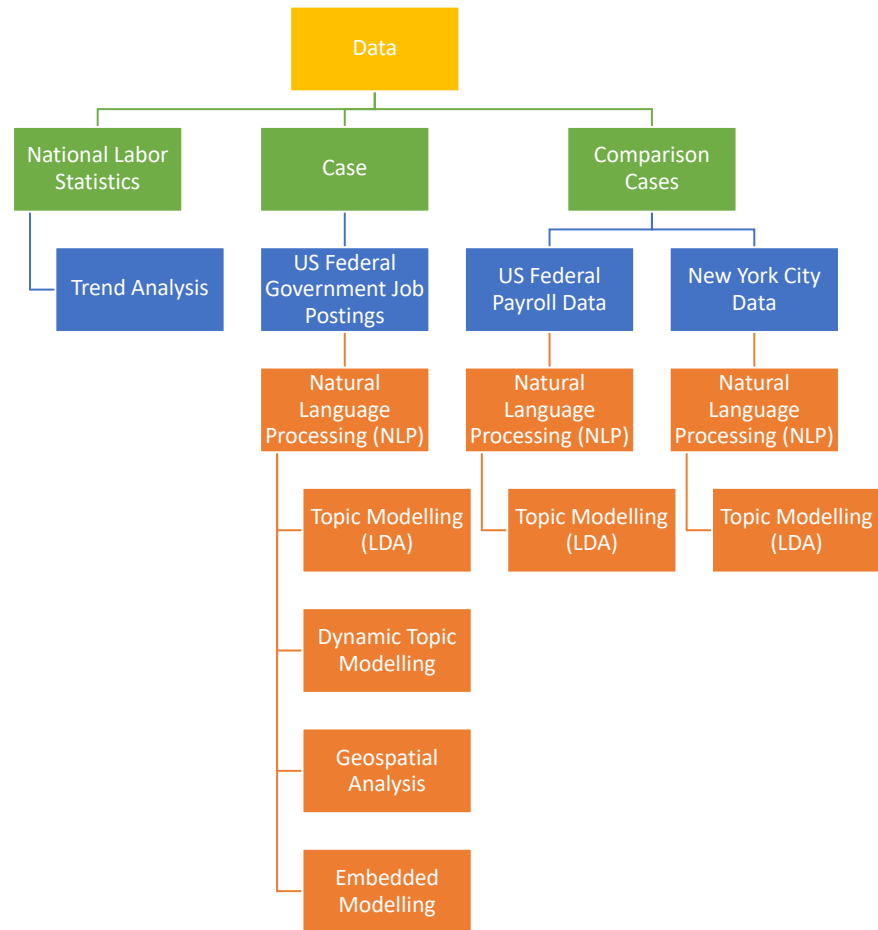 Data
National Labor
Statistics
Case
Comparison
Cases
Trend Analysis
US Federal
Government Job
Postings
US Federal
Payroll Data
New York City
Data
Natural
Language
Processing (NLP)
Natural
Language
Processing (NLP)
Natural
Language
Processing (NLP)
Topic Modelling
(LDA)
Topic Modelling
(LDA)
Topic Modelling
(LDA)
Dynamic Topic
Modelling
Geospatial
Analysis
Embedded
Modelling